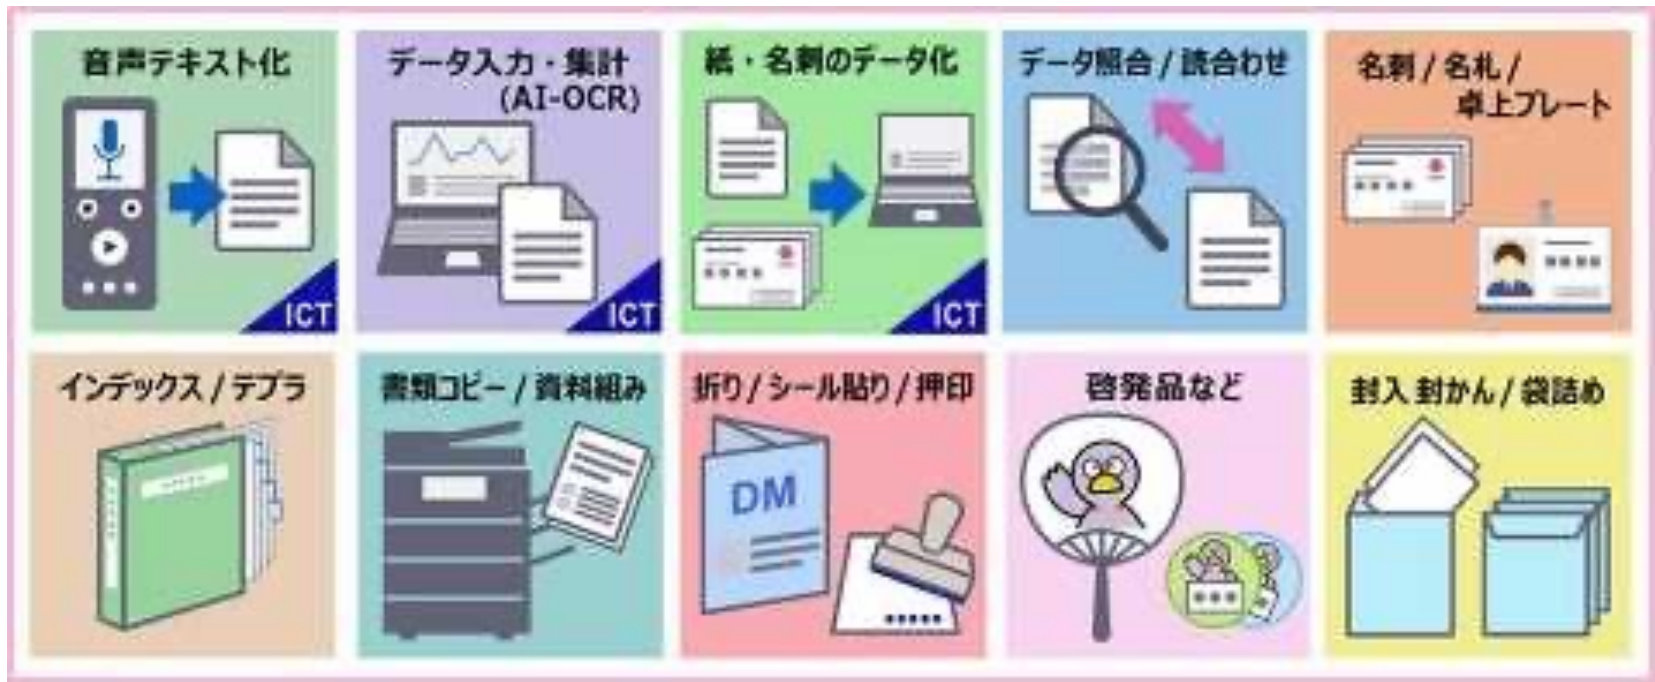 音声テキスト化
データ入力・集計
(AI-OCR)
紙・名刺のデータ化
データ照合 / 読合わせ
名刺 / 名札 /
卓上プレート
ICT
ICT
ICT
インデックス / テプラ
書類コピー / 資料組み
折り / シール貼り / 押印
啓発品など
封入 封かん / 袋詰め
DM